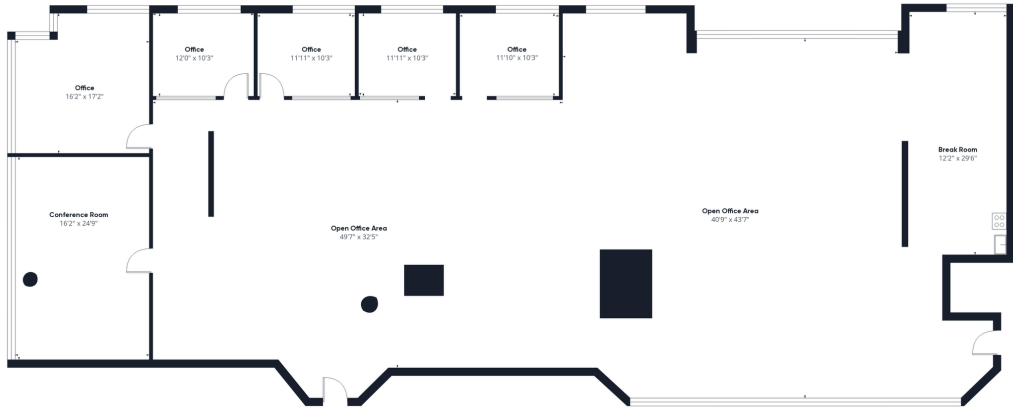 Office
12'0" x 10'3"
Office
11'11" x 10'3"
Office
11'11" x 10'3"
Office
11'10" x 10'3"
Office
16'2" x 17'2"
Break Room
12'2" x 29'6"
Conference Room
16'2" x 24'9"
Open Office Area
40'9" x 43'7"
Open Office Area
49'7" x 32'5"